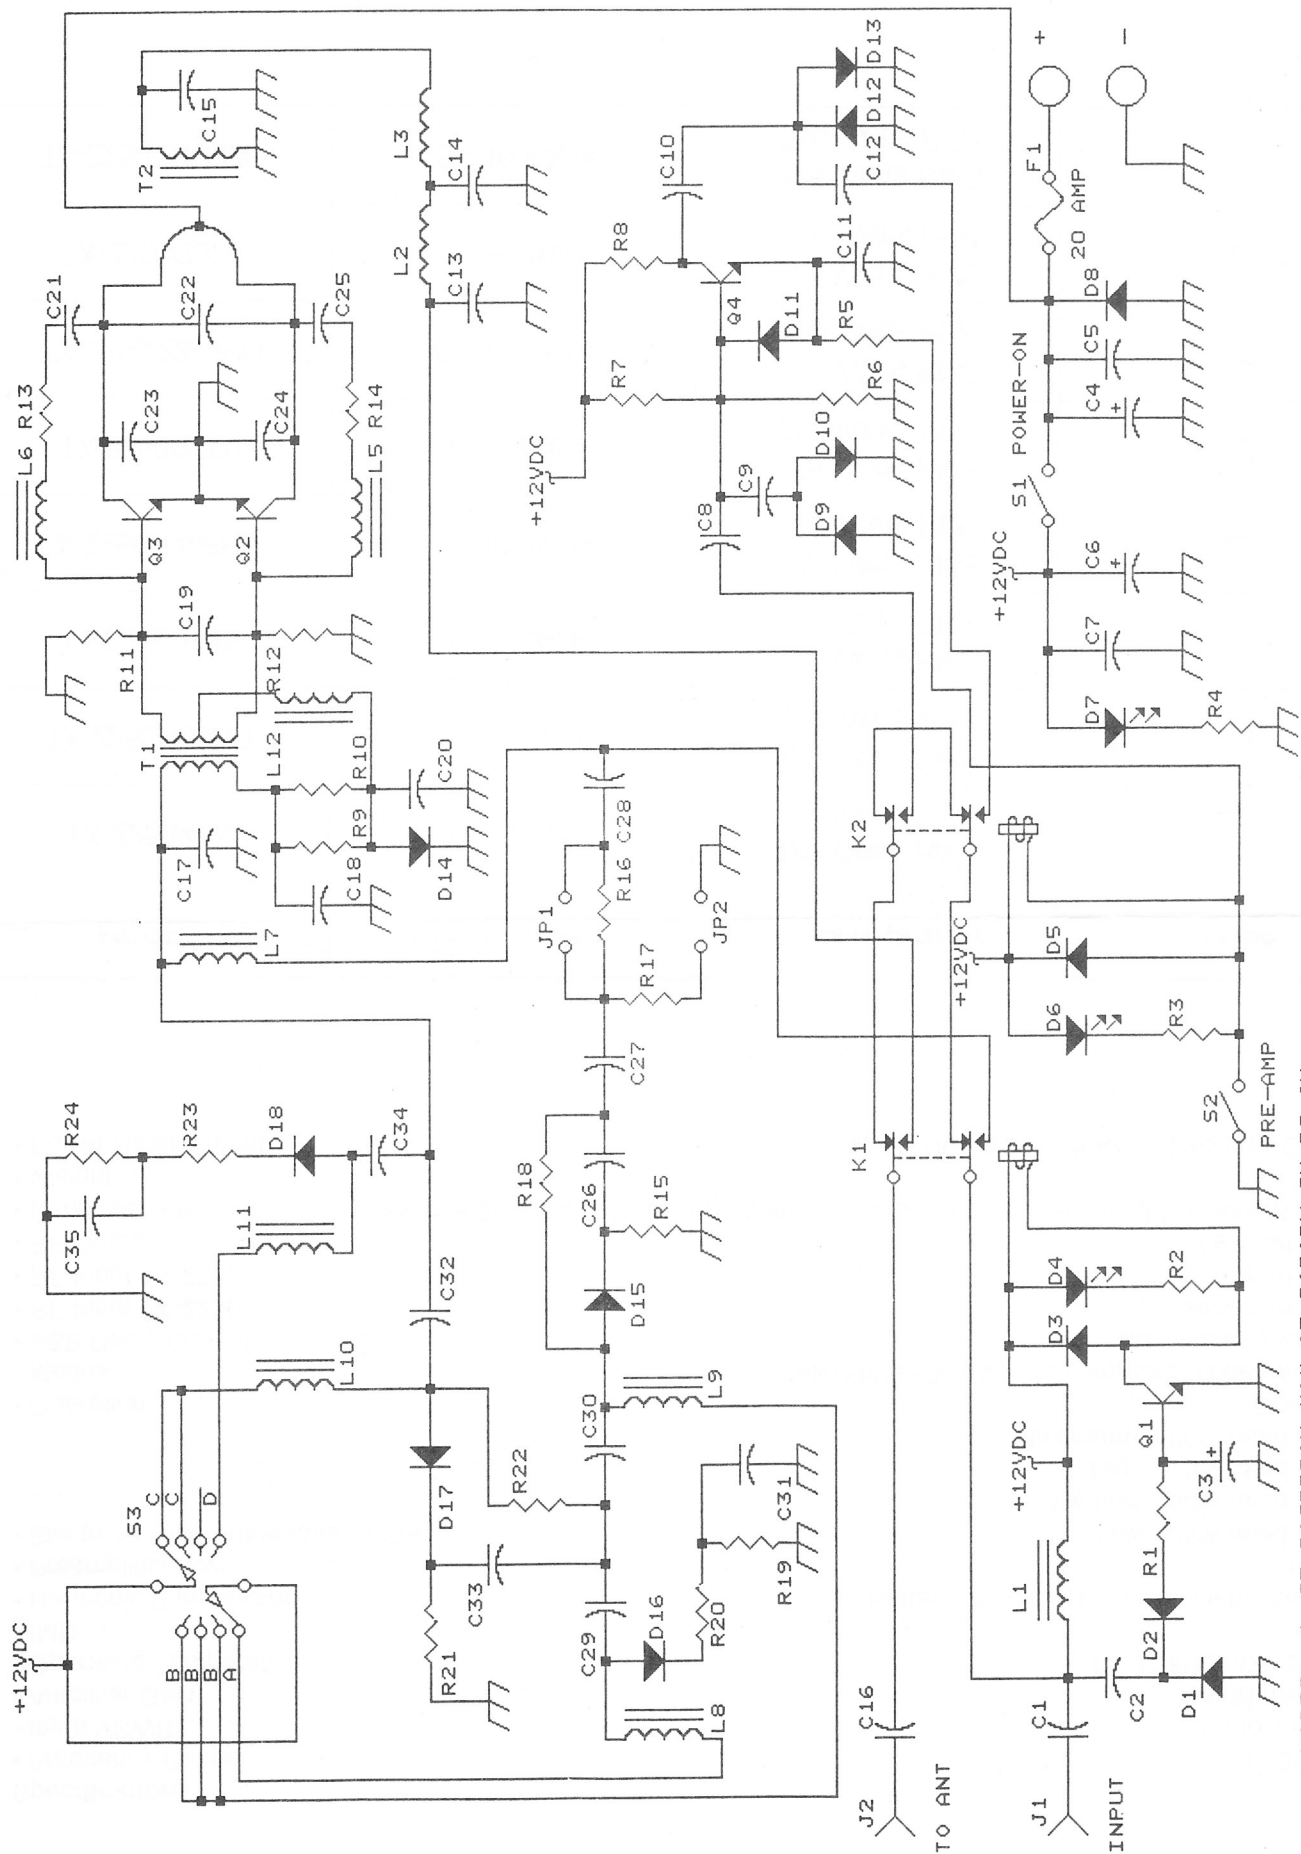 +12VDC
L6 R13
C21
C35
R24
R11
C23
S3
B B B A
C C D
R23
L11
D18
C17
T1
Q3
T2
C22
C19
Q2
C24
C15
L10
C34
L7
L12
R12
C18
R9
R10
C20
L5 R14
C25
R21
D17
C32
D14
L2
L3
C33
R22
C13
C14
R18
JP1
C28
R16
+12VDC
R7
R8
C29
C30
C26
C27
R17
D15
R15
C10
D16
R20
L8
L9
C31
R19
JP2
C8
C9
Q4
D11
C11
D9
D10
R6
R5
C12
D12
D13
J2
C16
K1
K2
TO ANT
+12VDC
+12VDC
+12VDC
J1
C1
L1
D3
D4
D6
D5
S1 POWER-ON
F1
+
INPUT
C2
R1
Q1
D7
C7
C6
C4
C5
D8
20 AMP
D2
D1
C3
+
R2
R3
R4
+
+
-
S2
PRE-AMP